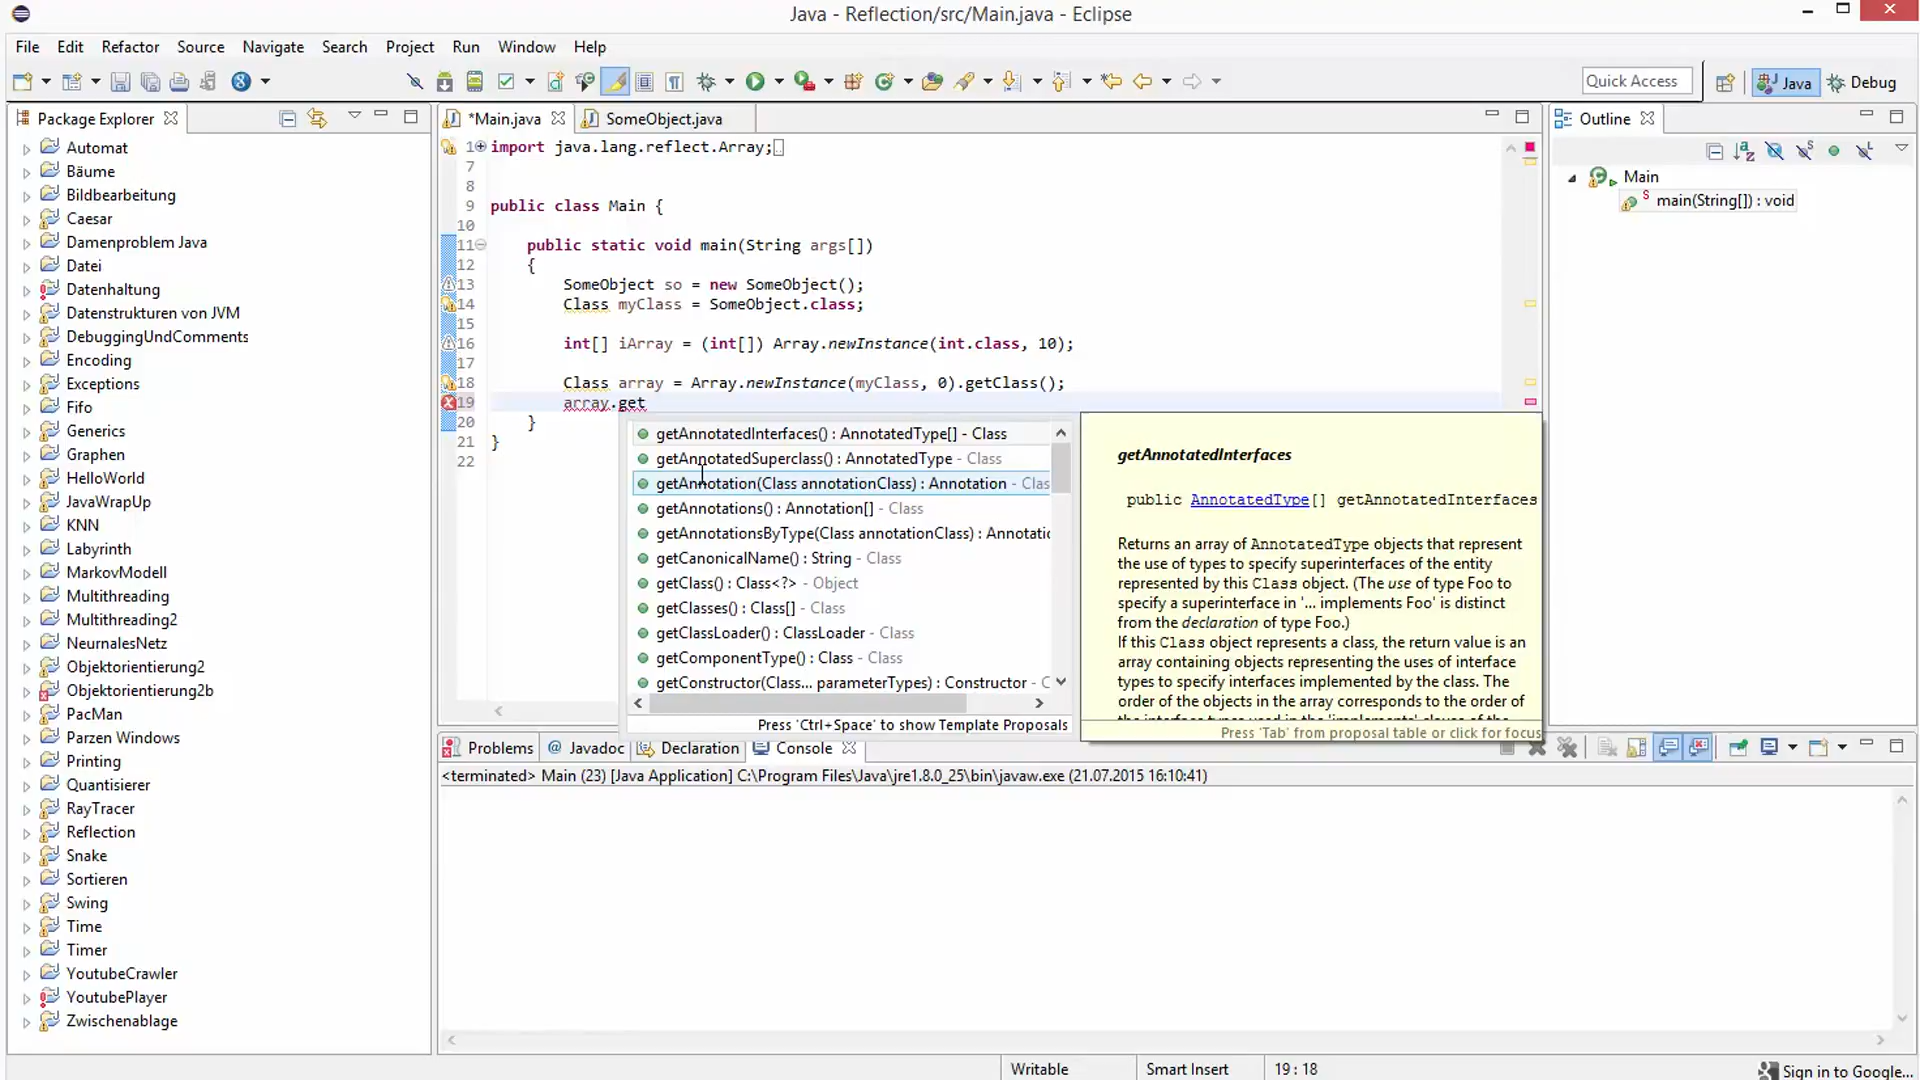 Java - Reflection/src/Main.java - Eclipse
File Edit Refactor Source Navigate Search Project Run Window Help
Quick Access
Java
Debug
Package Explorer
*Main.java
SomeObject.java
Outline
Automat
Bäume
Bildbearbeitung
Caesar
Damenproblem Java
Datei
Datenhaltung
Datenstrukturen von JVM
DebuggingUndComments
Encoding
Exceptions
Fifo
Generics
Graphen
HelloWorld
JavaWrapUp
KNN
Labyrinth
MarkovModell
Multithreading
Multithreading2
NeurnalesNetz
Objektorientierung2
Objektorientierung2b
PacMan
Parzen Windows
Printing
Quantisierer
RayTracer
Reflection
Snake
Sortieren
Swing
Time
Timer
YoutubeCrawler
YoutubePlayer
Zwischenablage
1 import java.lang.reflect.Array;
7
8
9 public class Main {
10
11 public static void main(String args[])
12 {
13 SomeObject so = new SomeObject();
14 Class myClass = SomeObject.class;
15
16 int[] iArray = (int[]) Array.newInstance(int.class, 10);
17
18 Class array = Array.newInstance(myClass, 0).getClass();
19 array.get
20 }
21 }
22
getAnnotatedInterfaces() : AnnotatedType[] - Class
getAnnotatedSuperclass() : AnnotatedType - Class
getAnnotation(Class annotationClass) : Annotation - Clas
getAnnotations() : Annotation[] - Class
getAnnotationsByType(Class annotationClass) : Annotatio
getCanonicalName() : String - Class
getClass() : Class<?> - Object
getClasses() : Class[] - Class
getClassLoader() : ClassLoader - Class
getComponentType() : Class - Class
getConstructor(Class... parameterTypes) : Constructor - C
Press 'Ctrl+Space' to show Template Proposals
getAnnotatedInterfaces
public AnnotatedType[] getAnnotatedInterfaces
Returns an array of AnnotatedType objects that represent
the use of types to specify superinterfaces of the entity
represented by this Class object. (The use of type Foo to
specify a superinterface in '... implements Foo' is distinct
from the declaration of type Foo.)
If this Class object represents a class, the return value is an
array containing objects representing the uses of interface
types to specify interfaces implemented by the class. The
order of the objects in the array corresponds to the order of
the interface types used in the 'implements' clause of the
Press 'Tab' from proposal table or click for focus
Main
main(String[]) : void
Problems
Javadoc
Declaration
Console
<terminated> Main (23) [Java Application] C:\Program Files\Java\jre1.8.0_25\bin\javaw.exe (21.07.2015 16:10:41)
Writable
Smart Insert
19 : 18
Sign in to Google...